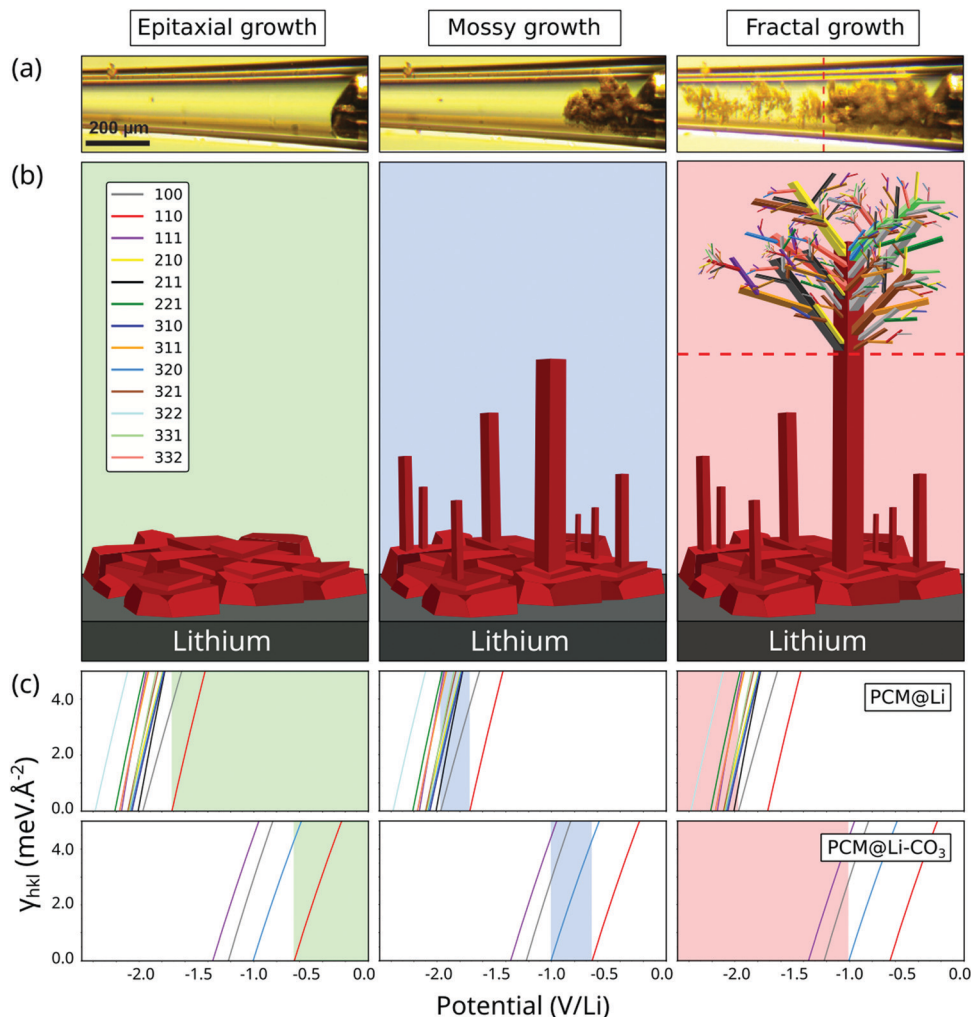 Epitaxial growth
Mossy growth
Fractal growth
(a)
200 µm
(b)
100
110
111
210
211
221
310
311
320
321
322
331
332
Lithium
Lithium
Lithium
(c)
PCM@Li
4.0
2.0
0.0
PCM@Li-CO₃
4.0
2.0
0.0
γhkl (meV.Å⁻²)
-2.0 -1.5 -1.0 -0.5 0.0
-2.0 -1.5 -1.0 -0.5 0.0
-2.0 -1.5 -1.0 -0.5 0.0
Potential (V/Li)